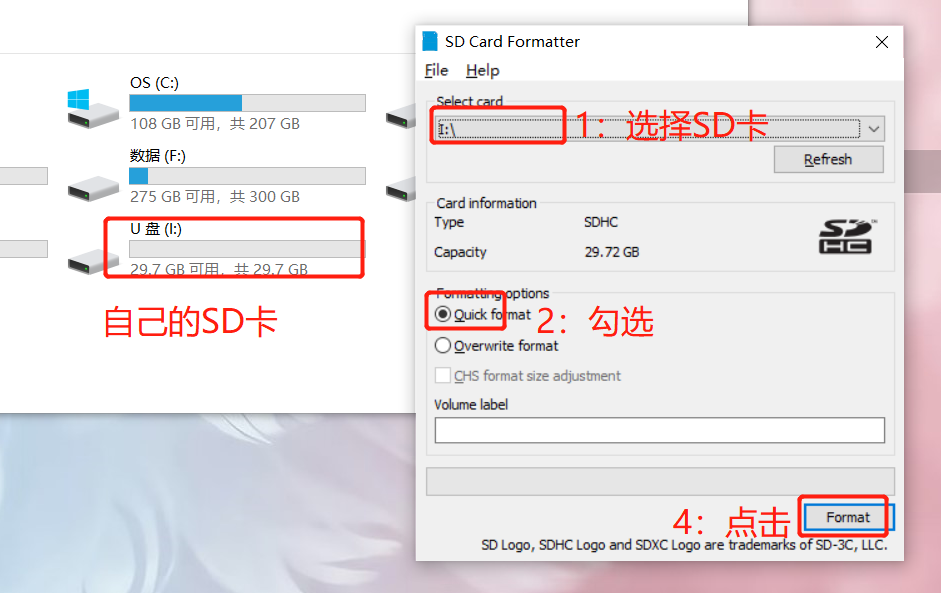 OS (C:)
108 GB 可用，共 207 GB
数据 (F:)
275 GB 可用，共 300 GB
U 盘 (I:)
29.7 GB 可用，共 29.7 GB
自己的SD卡
SD Card Formatter
File Help
Select card
I:\
1：选择SD卡
Refresh
Card information
Type SDHC
Capacity 29.72 GB
SD HC
Formatting options
Quick format
2：勾选
Overwrite format
CHS format size adjustment
Volume label
4：点击
Format
SD Logo, SDHC Logo and SDXC Logo are trademarks of SD-3C, LLC.